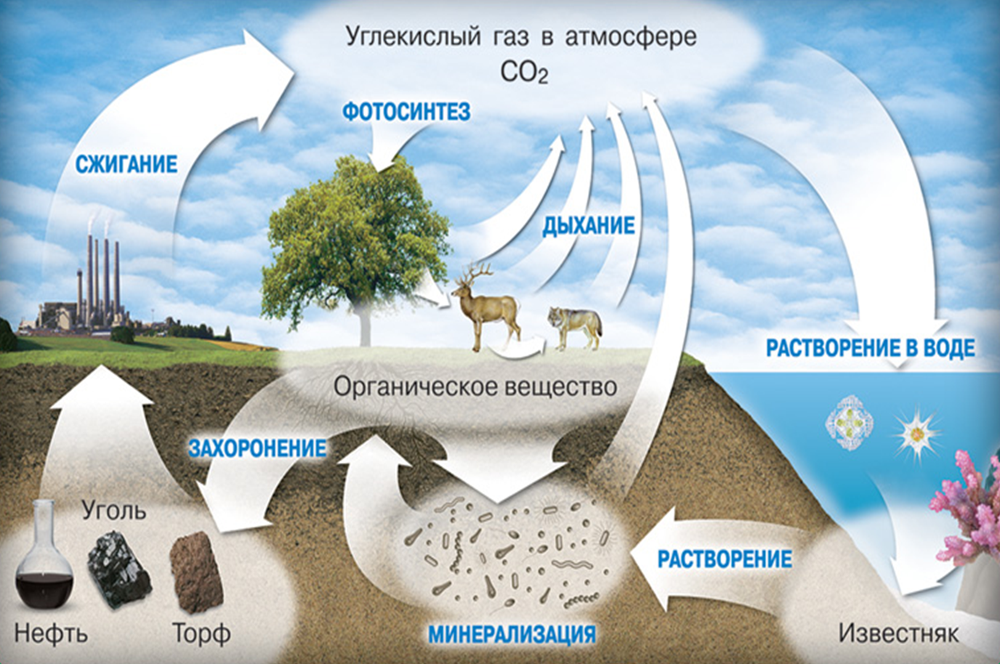 Углекислый газ в атмосфере
CO₂
ФОТОСИНТЕЗ
СЖИГАНИЕ
ДЫХАНИЕ
РАСТВОРЕНИЕ В ВОДЕ
Органическое вещество
ЗАХОРОНЕНИЕ
Уголь
РАСТВОРЕНИЕ
Нефть
Торф
МИНЕРАЛИЗАЦИЯ
Известняк